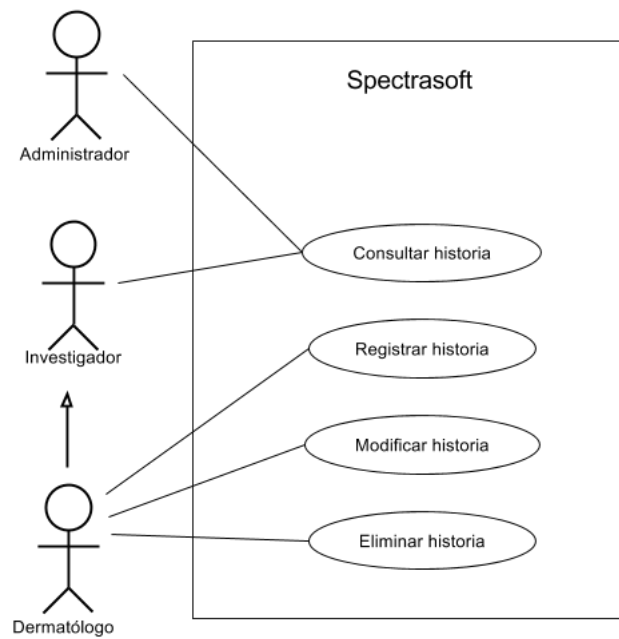 Spectrasoft
Administrador
Consultar historia
Investigador
Registrar historia
Modificar historia
Eliminar historia
Dermatólogo